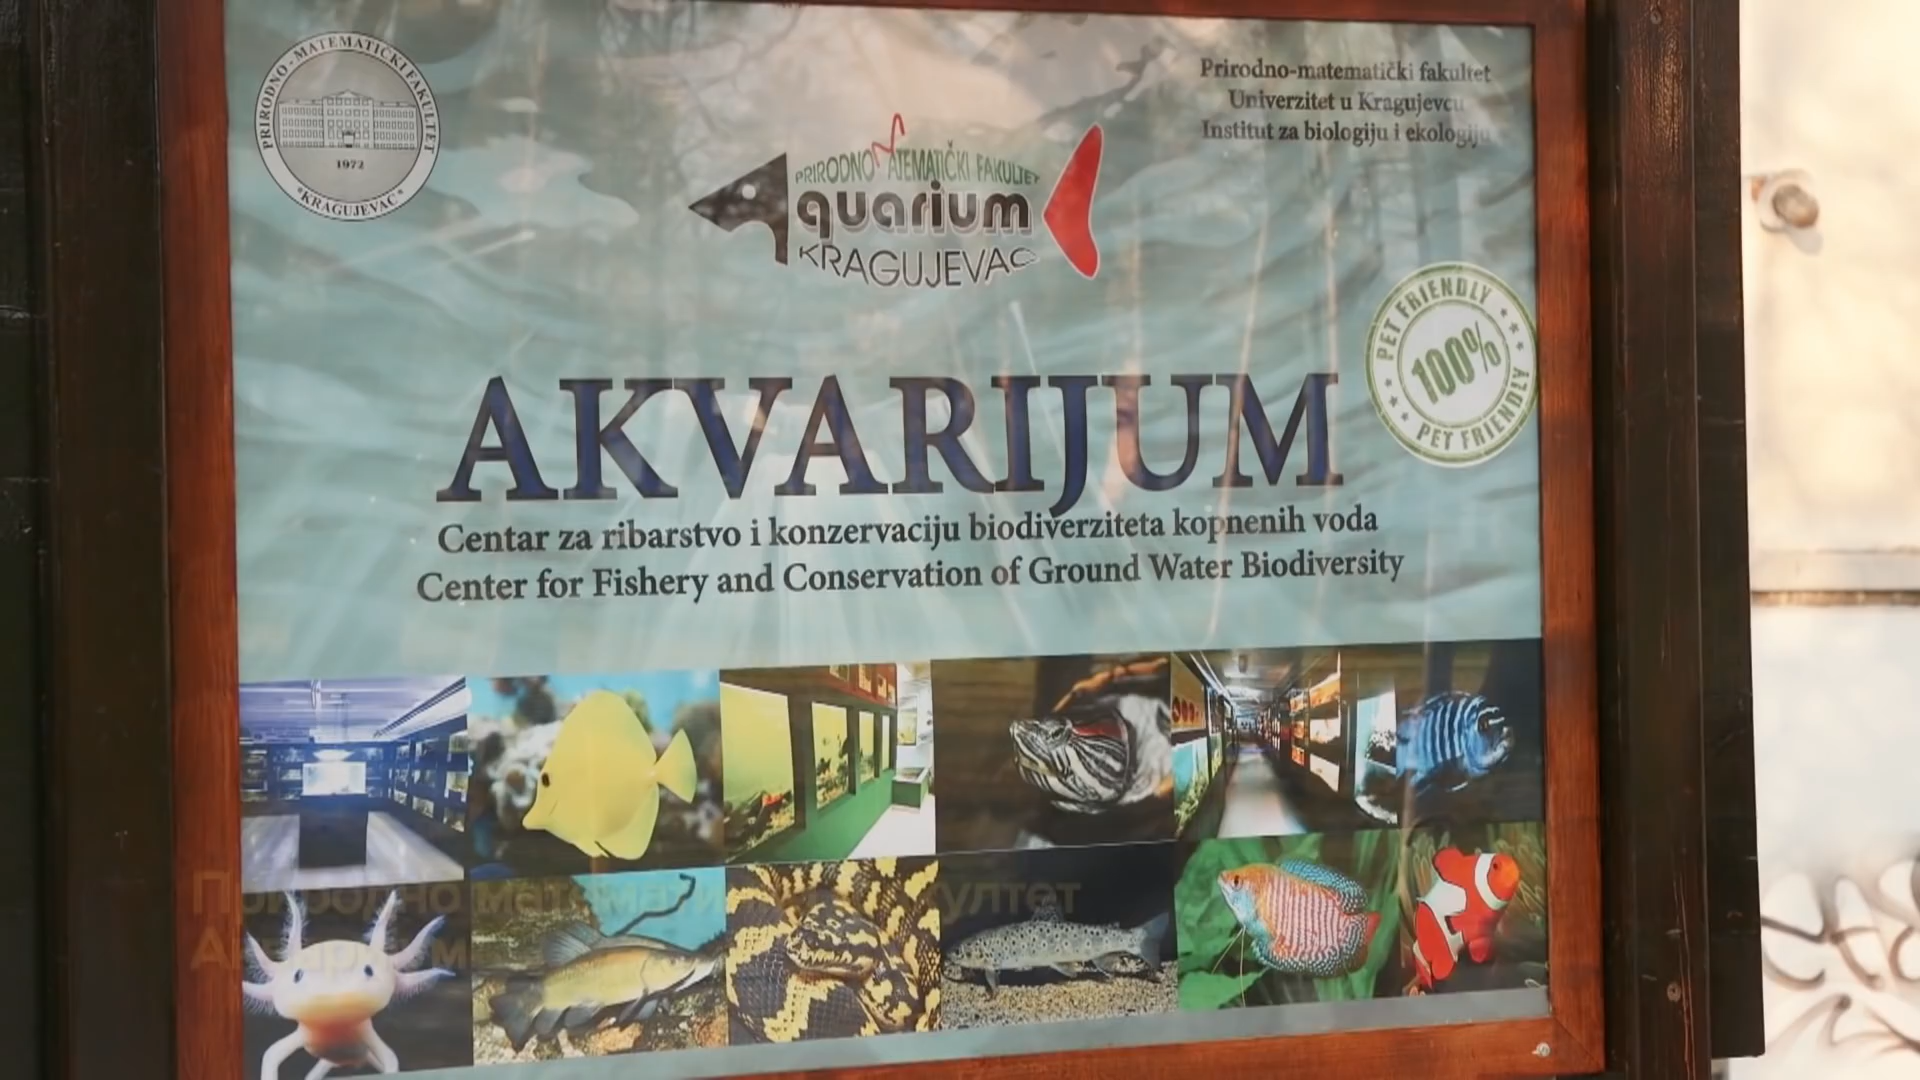 PRIRODNO-MATEMATIČKI FAKULTET
1972
*KRAGUJEVAC*
Prirodno-matematički fakultet
Univerzitet u Kragujevcu
Institut za biologiju i ekologiju
PRIRODNO MATEMATIČKI FAKULTET
aquarium
KRAGUJEVAC
PET FRIENDLY
100%
PET FRIENDLY
AKVARIJUM
Centar za ribarstvo i konzervaciju biodiverziteta kopnenih voda
Center for Fishery and Conservation of Ground Water Biodiversity